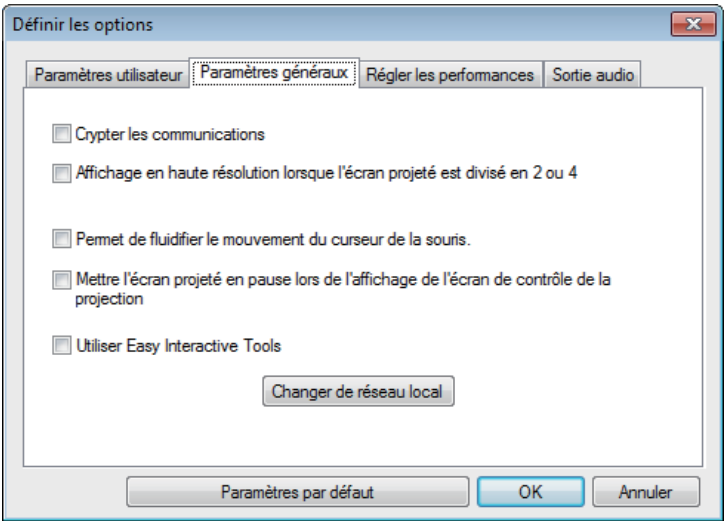 Définir les options
Paramètres utilisateur
Paramètres généraux
Régler les performances
Sortie audio
Crypter les communications
Affichage en haute résolution lorsque l'écran projeté est divisé en 2 ou 4
Permet de fluidifier le mouvement du curseur de la souris.
Mettre l'écran projeté en pause lors de l'affichage de l'écran de contrôle de la
projection
Utiliser Easy Interactive Tools
Changer de réseau local
Paramètres par défaut
OK
Annuler